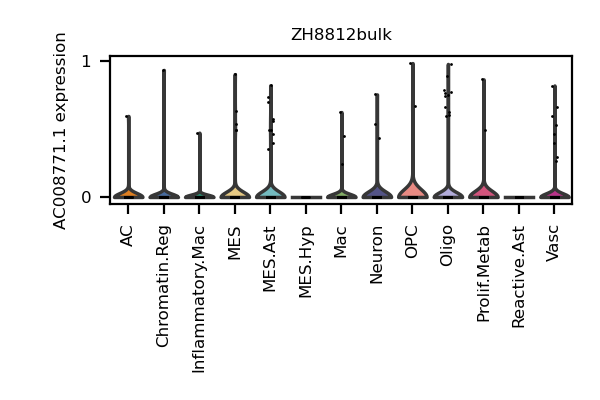 ZH8812bulk
AC008771.1 expression
1
0
AC
Chromatin.Reg
Inflammatory.Mac
MES
MES.Ast
MES.Hyp
Mac
Neuron
OPC
Oligo
Prolif.Metab
Reactive.Ast
Vasc